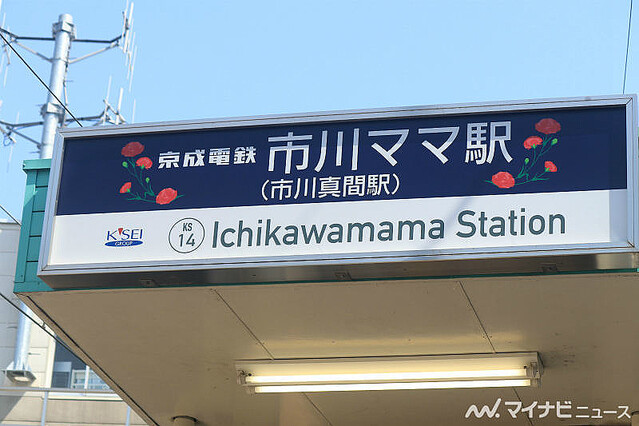 京成電鉄 市川ママ駅
(市川真間駅)
K'SEI
GROUP
KS
14
Ichikawamama Station
マイナビニュース